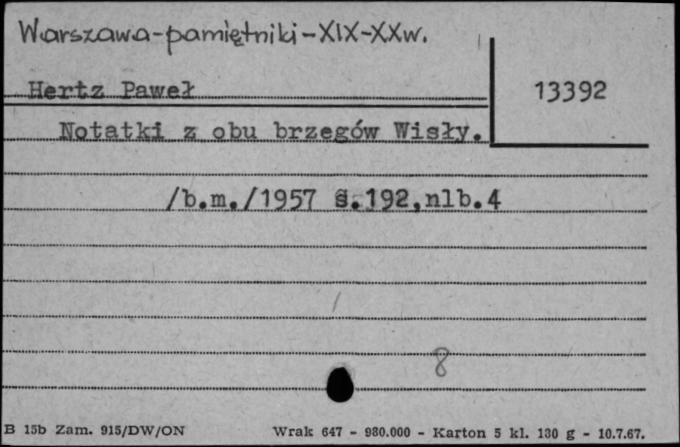 Warszawa-pamiętniki-XIX-XXw.
Hertz Paweł
13392
Notatki z obu brzegów Wisły.
/b.m./1957 s.192,nlb.4
8
B 15b Zam. 915/DW/ON Wrak 647 - 980.000 - Karton 5 kl. 130 g - 10.7.67.